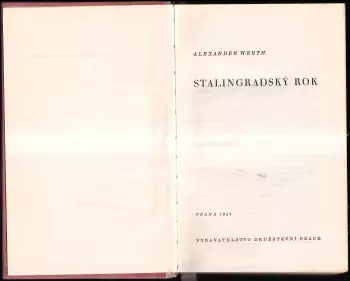 ALEXANDER WERTH
STALINGRADSKÝ ROK
PRAHA 1947
VYDAVATELSTVO DRUŽSTEVNÍ PRÁCE